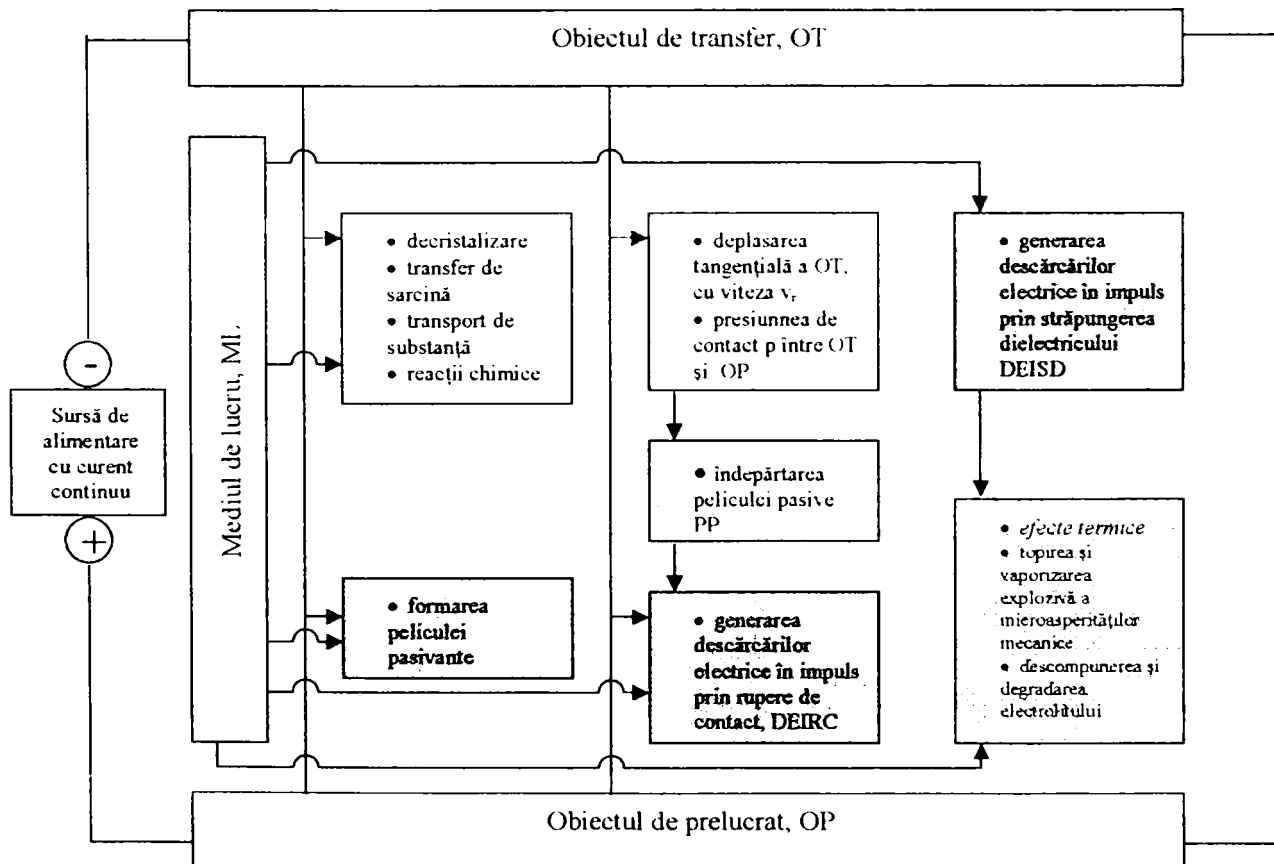 Obiectul de transfer, OT
Mediul de lucru, ML
• decristalizare
• transfer de
sarcină
• transport de
substanță
• reacții chimice
• deplasarea
tangențială a OT,
cu viteza vr
• presiunnea de
contact p între OT
și OP
• generarea
descărcărilor
electrice în impuls
prin străpungerea
dielectricului
DEISD
-
Sursă de
alimentare
cu curent
continuu
+
• îndepărtarea
peliculei pasive
PP
• efecte termice
• topirea și
vaporizarea
explozivă a
microasperităților
mecanice
• descompunerea și
degradarea
electrolitului
• formarea
peliculei
pasivante
• generarea
descărcărilor
electrice în impuls
prin rupere de
contact, DEIRC
Obiectul de prelucrat, OP